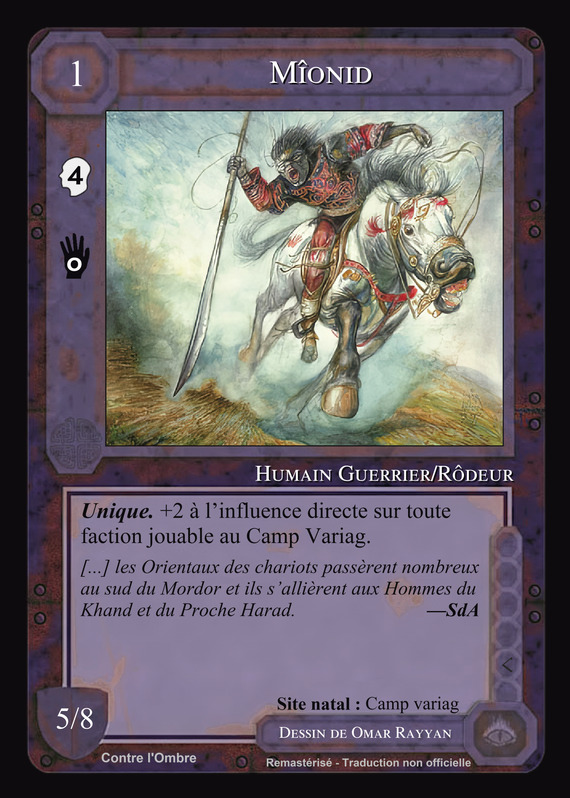 1
Mîonid
4
0
Humain Guerrier/Rôdeur
Unique. +2 à l’influence directe sur toute
faction jouable au Camp Variag.
[...] les Orientaux des chariots passèrent nombreux
au sud du Mordor et ils s’allièrent aux Hommes du
Khand et du Proche Harad. —SdA
Site natal : Camp variag
5/8
Dessin de Omar Rayyan
Contre l'Ombre
Remastérisé - Traduction non officielle